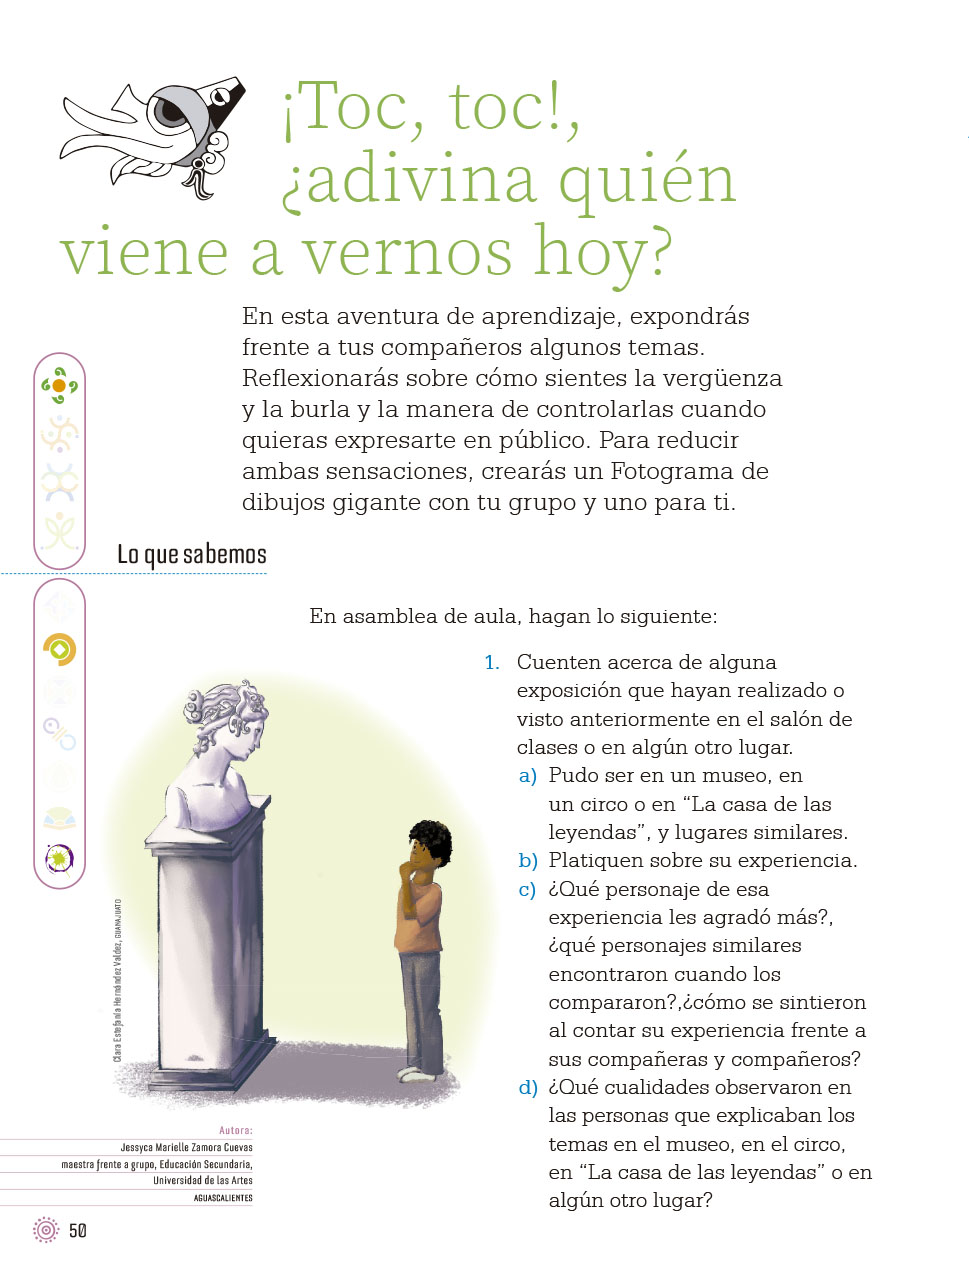 ¡Toc, toc!,
¿adivina quién
viene a vernos hoy?
En esta aventura de aprendizaje, expondrás
frente a tus compañeros algunos temas.
Reflexionarás sobre cómo sientes la vergüenza
y la burla y la manera de controlarlas cuando
quieras expresarte en público. Para reducir
ambas sensaciones, crearás un Fotograma de
dibujos gigante con tu grupo y uno para ti.
Lo que sabemos
En asamblea de aula, hagan lo siguiente:
1. Cuenten acerca de alguna
exposición que hayan realizado o
visto anteriormente en el salón de
clases o en algún otro lugar.
a) Pudo ser en un museo, en
un circo o en “La casa de las
leyendas”, y lugares similares.
b) Platiquen sobre su experiencia.
c) ¿Qué personaje de esa
experiencia les agradó más?,
¿qué personajes similares
encontraron cuando los
compararon?,¿cómo se sintieron
al contar su experiencia frente a
sus compañeras y compañeros?
d) ¿Qué cualidades observaron en
las personas que explicaban los
temas en el museo, en el circo,
en “La casa de las leyendas” o en
algún otro lugar?
Clara Estefanía Hernández Valdez, GUANAJUATO
Autora:
Jessyca Marielle Zamora Cuevas
maestra frente a grupo, Educación Secundaria,
Universidad de las Artes
AGUASCALIENTES
50